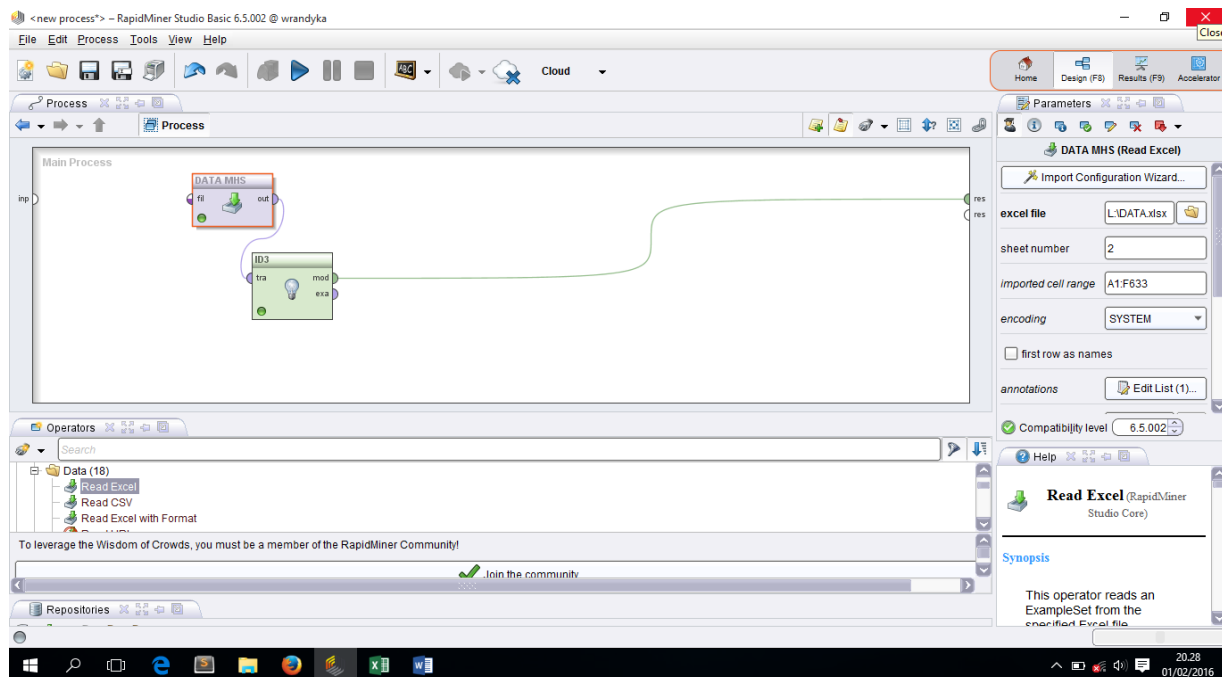 <new process*> – RapidMiner Studio Basic 6.5.002 @ wrandyka
Close
File Edit Process Tools View Help
Cloud
Home Design (F8) Results (F9) Accelerator
Process
Process
Main Process
inp
DATA MHS
fil out
ID3
tra mod
exa
res
res
Parameters
DATA MHS (Read Excel)
Import Configuration Wizard...
excel file L:\DATA.xlsx
sheet number 2
imported cell range A1:F633
encoding SYSTEM
first row as names
annotations Edit List (1)...
Compatibility level 6.5.002
Operators
Search
Data (18)
Read Excel
Read CSV
Read Excel with Format
To leverage the Wisdom of Crowds, you must be a member of the RapidMiner Community!
Join the community
Repositories
Help
Read Excel (RapidMiner
Studio Core)
Synopsis
This operator reads an
ExampleSet from the
specified Excel file
20.28
01/02/2016